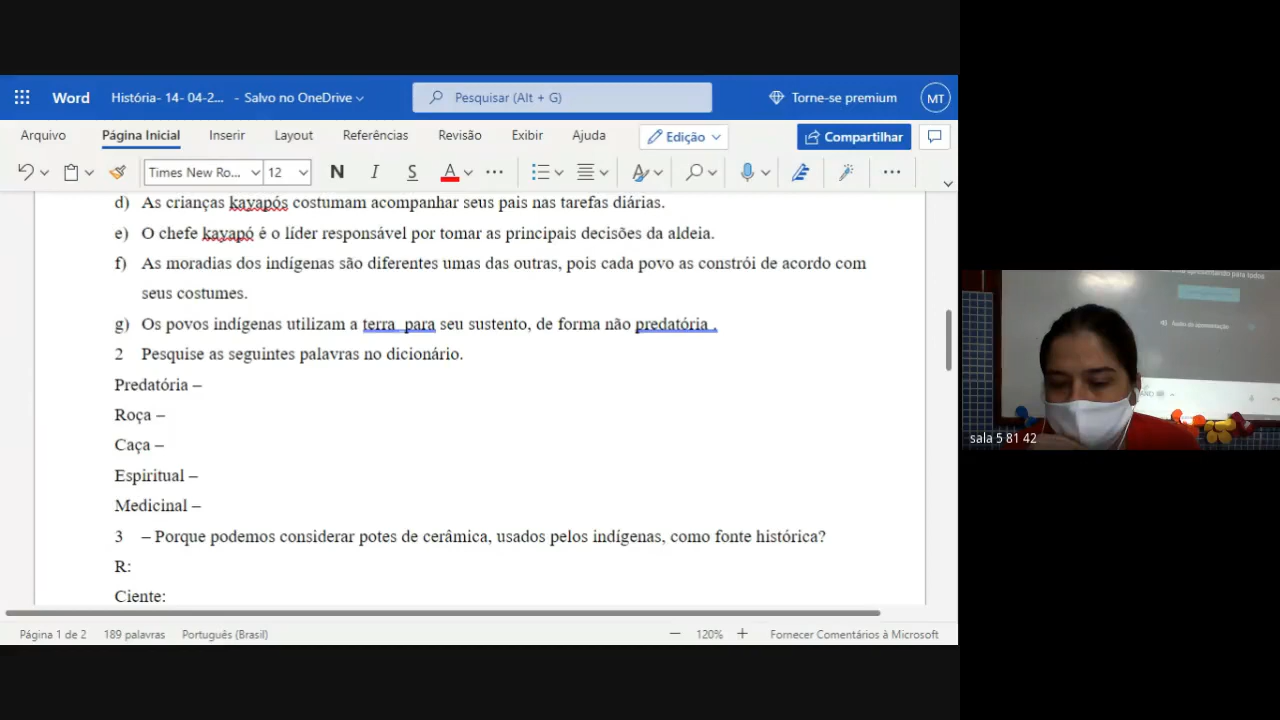 Word História- 14- 04-2... - Salvo no OneDrive Pesquisar (Alt + G) Torne-se premium MT
Arquivo Página Inicial Inserir Layout Referências Revisão Exibir Ajuda Edição Compartilhar
Times New Ro... 12 N I S A ...
d) As crianças kayapós costumam acompanhar seus pais nas tarefas diárias.
e) O chefe kayapó é o líder responsável por tomar as principais decisões da aldeia.
f) As moradias dos indígenas são diferentes umas das outras, pois cada povo as constrói de acordo com
seus costumes.
g) Os povos indígenas utilizam a terra para seu sustento, de forma não predatória .
2 Pesquise as seguintes palavras no dicionário.
Predatória –
Roça –
Caça –
Espiritual –
Medicinal –
3 – Porque podemos considerar potes de cerâmica, usados pelos indígenas, como fonte histórica?
R:
Ciente:
Página 1 de 2 189 palavras Português (Brasil) 120% Fornecer Comentários à Microsoft
apresentando para todos
Áudio da apresentação
sala 5 81 42